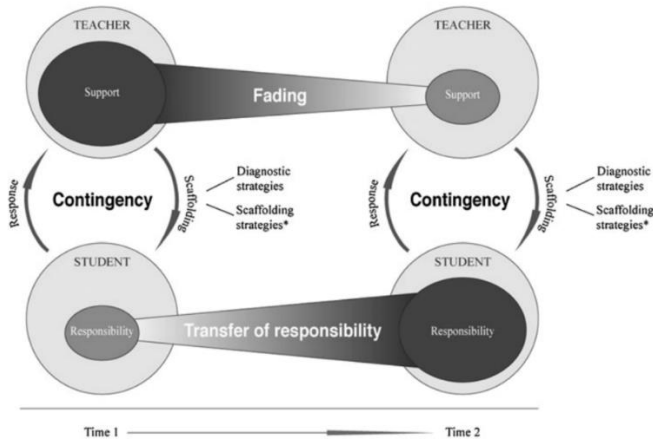 TEACHER
TEACHER
Support
Fading
Support
Response
Contingency
Scaffolding
Diagnostic
strategies
Scaffolding
strategies*
Response
Contingency
Scaffolding
Diagnostic
strategies
Scaffolding
strategies*
STUDENT
STUDENT
Responsibility
Transfer of responsibility
Responsibility
Time 1
Time 2